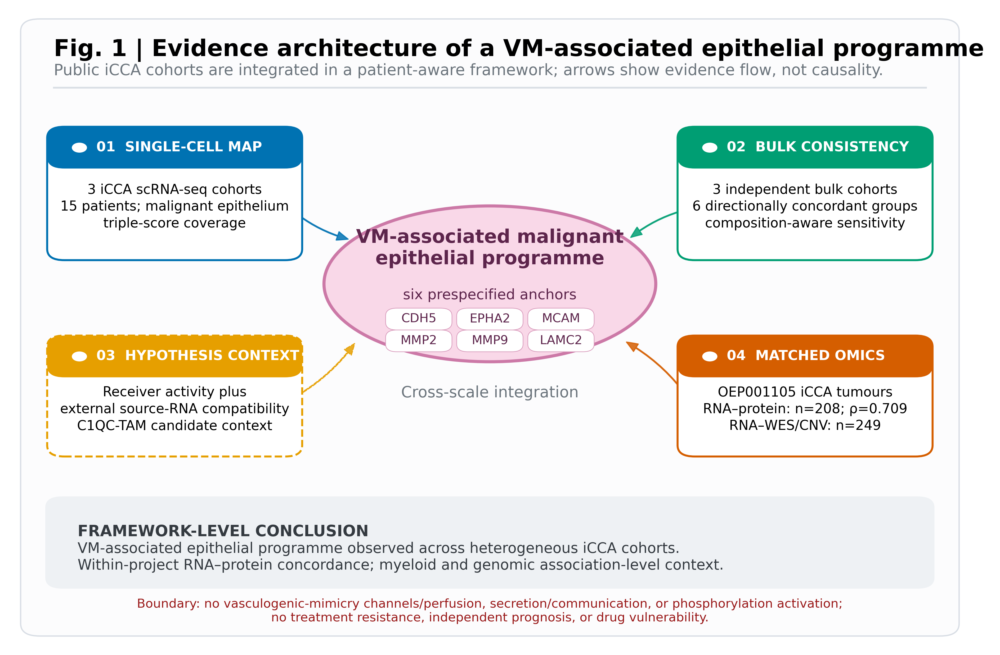 Fig. 1 | Evidence architecture of a VM-associated epithelial programme
Public iCCA cohorts are integrated in a patient-aware framework; arrows show evidence flow, not causality.
01 SINGLE-CELL MAP
3 iCCA scRNA-seq cohorts
15 patients; malignant epithelium
triple-score coverage
02 BULK CONSISTENCY
3 independent bulk cohorts
6 directionally concordant groups
composition-aware sensitivity
VM-associated malignant
epithelial programme
six prespecified anchors
CDH5 EPHA2 MCAM
MMP2 MMP9 LAMC2
Cross-scale integration
03 HYPOTHESIS CONTEXT
Receiver activity plus
external source-RNA compatibility
C1QC-TAM candidate context
04 MATCHED OMICS
OEP001105 iCCA tumours
RNA–protein: n=208; ρ=0.709
RNA–WES/CNV: n=249
FRAMEWORK-LEVEL CONCLUSION
VM-associated epithelial programme observed across heterogeneous iCCA cohorts.
Within-project RNA–protein concordance; myeloid and genomic association-level context.
Boundary: no vasculogenic-mimicry channels/perfusion, secretion/communication, or phosphorylation activation;
no treatment resistance, independent prognosis, or drug vulnerability.